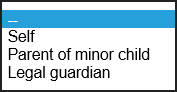 –
Self
Parent of minor child
Legal guardian